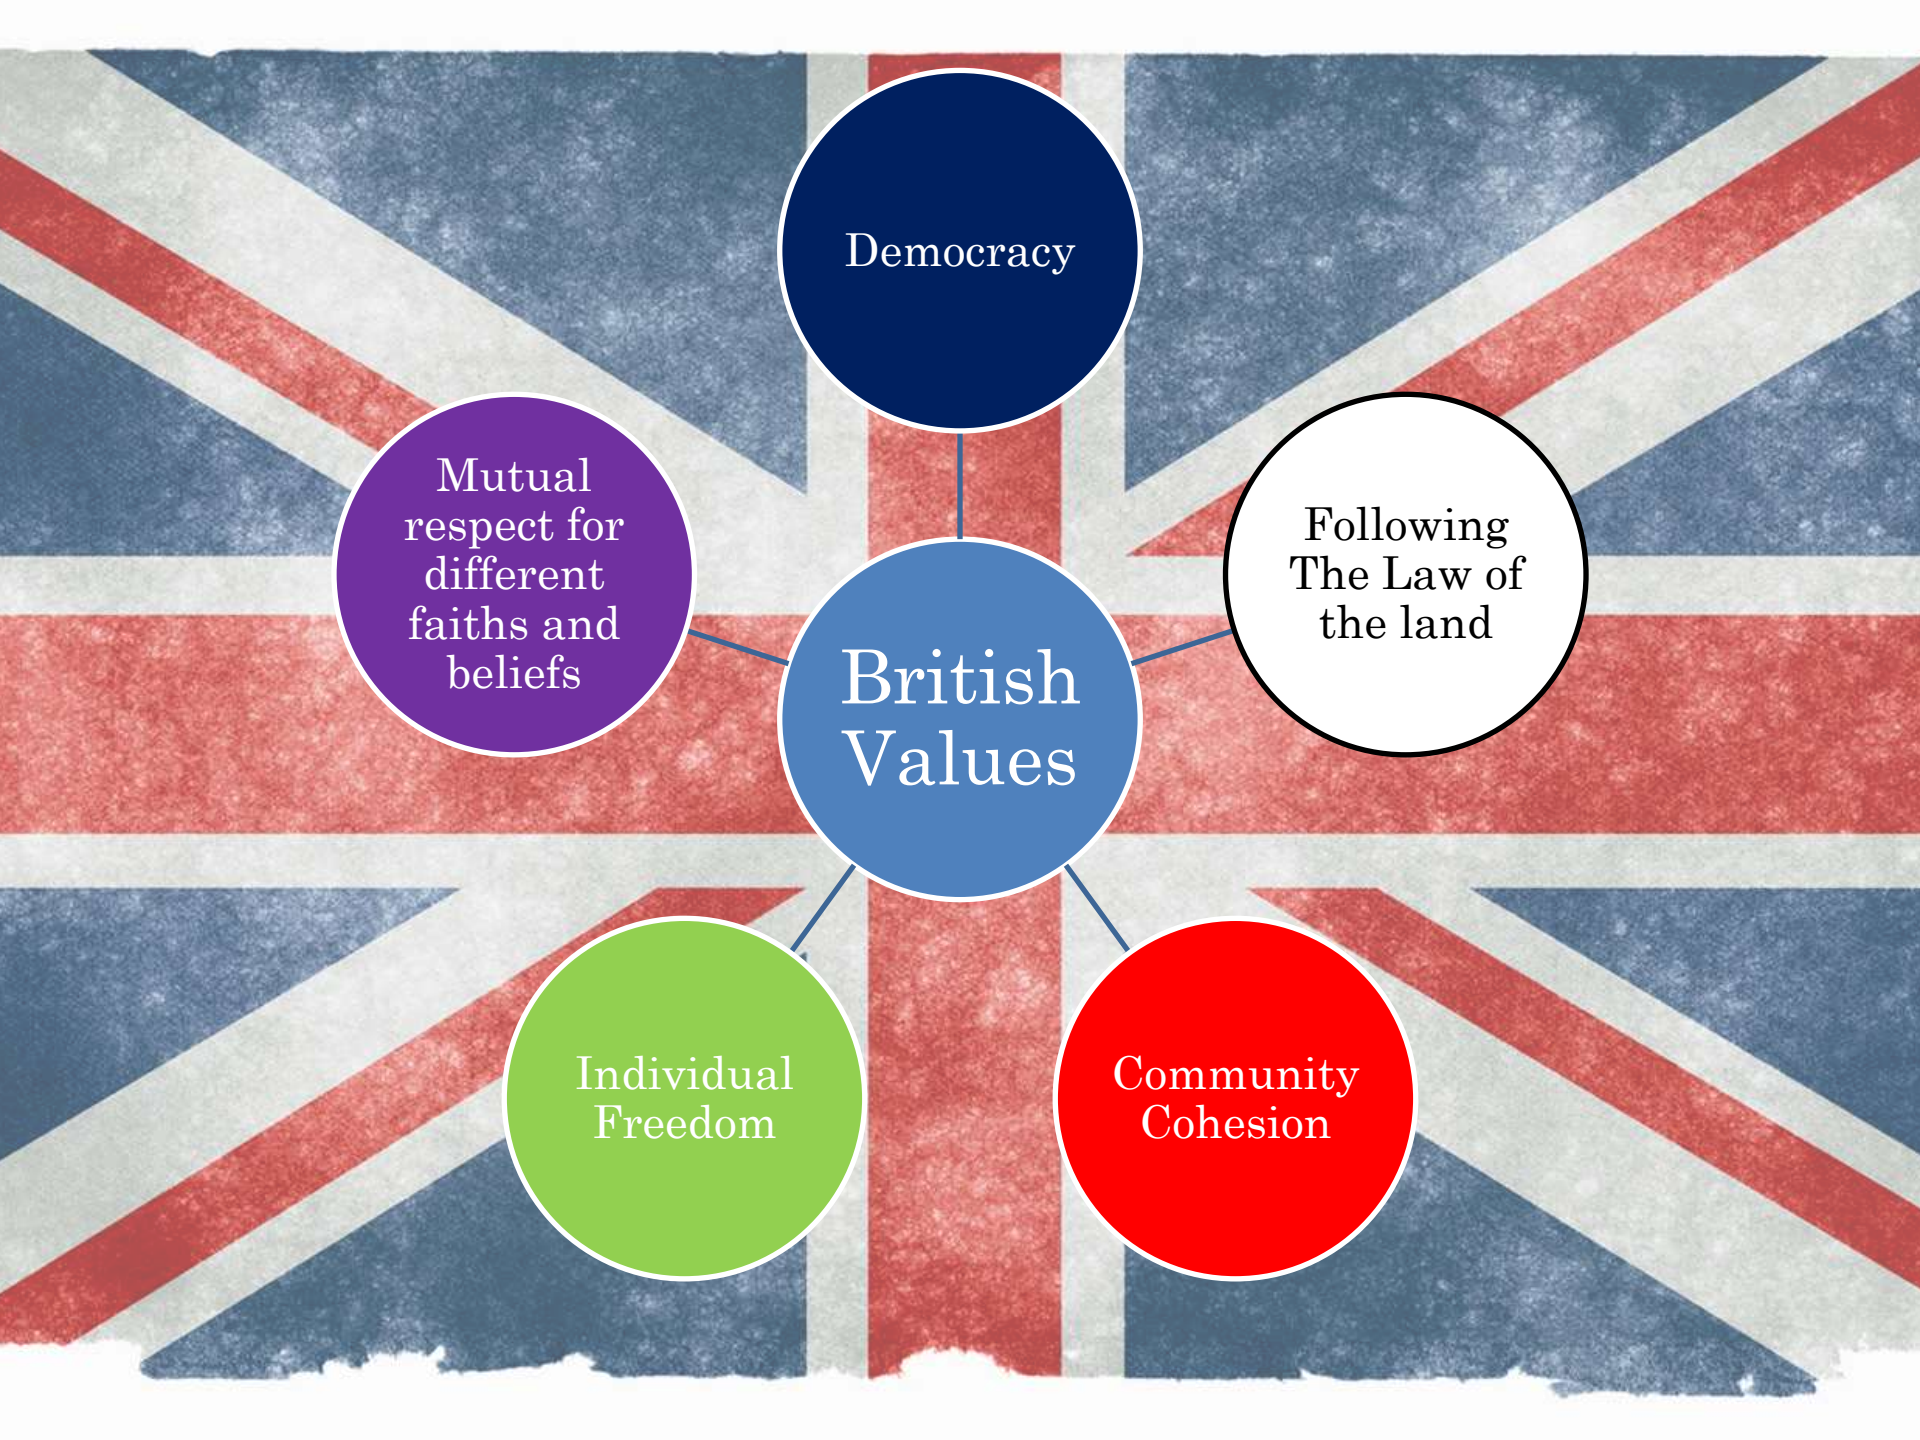 Democracy
Mutual
respect for
different
faiths and
beliefs
Following
The Law of
the land
British
Values
Individual
Freedom
Community
Cohesion